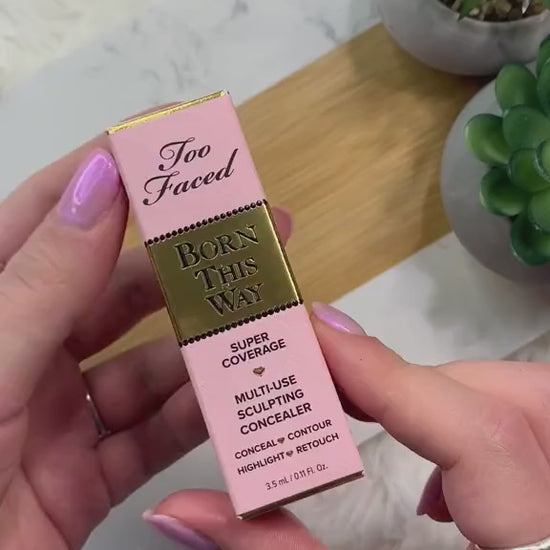 Too
Faced
BORN
THIS
WAY
SUPER
COVERAGE
MULTI-USE
SCULPTING
CONCEALER
CONCEAL CONTOUR
HIGHLIGHT RETOUCH
3.5 mL / 0.11 Fl. Oz.